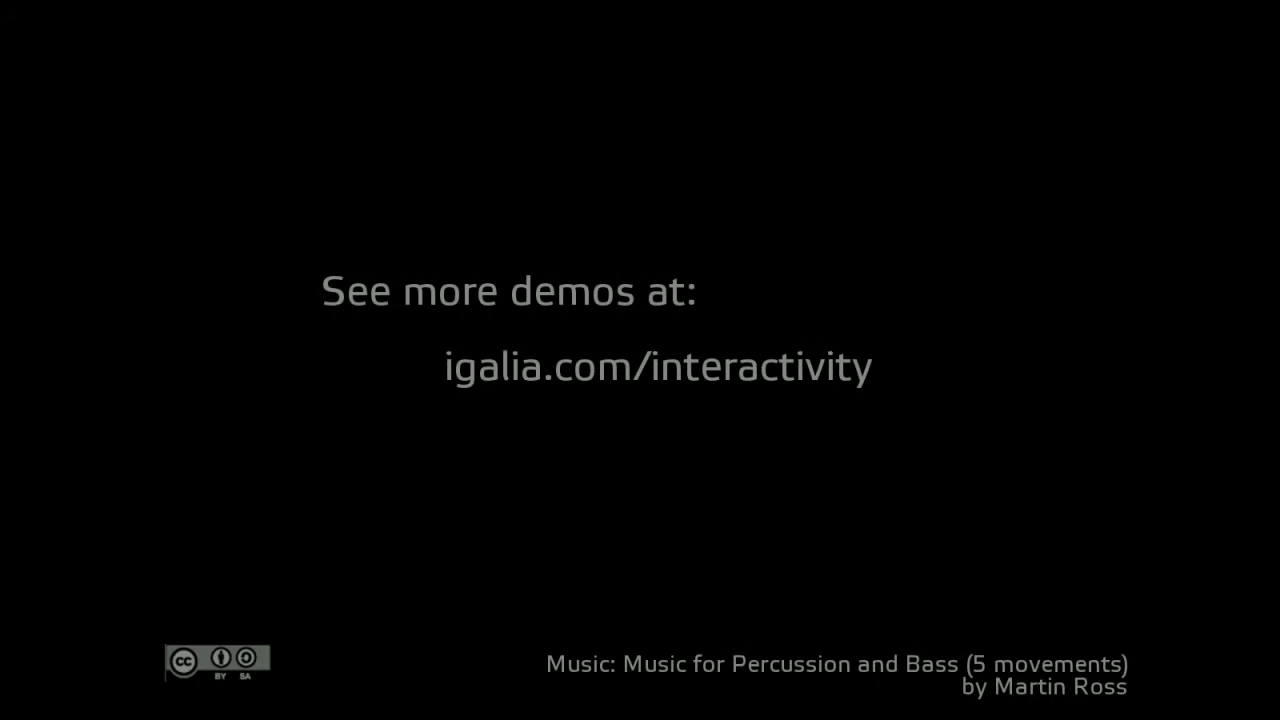 See more demos at:
igalia.com/interactivity
cc
BY SA
Music: Music for Percussion and Bass (5 movements)
by Martin Ross